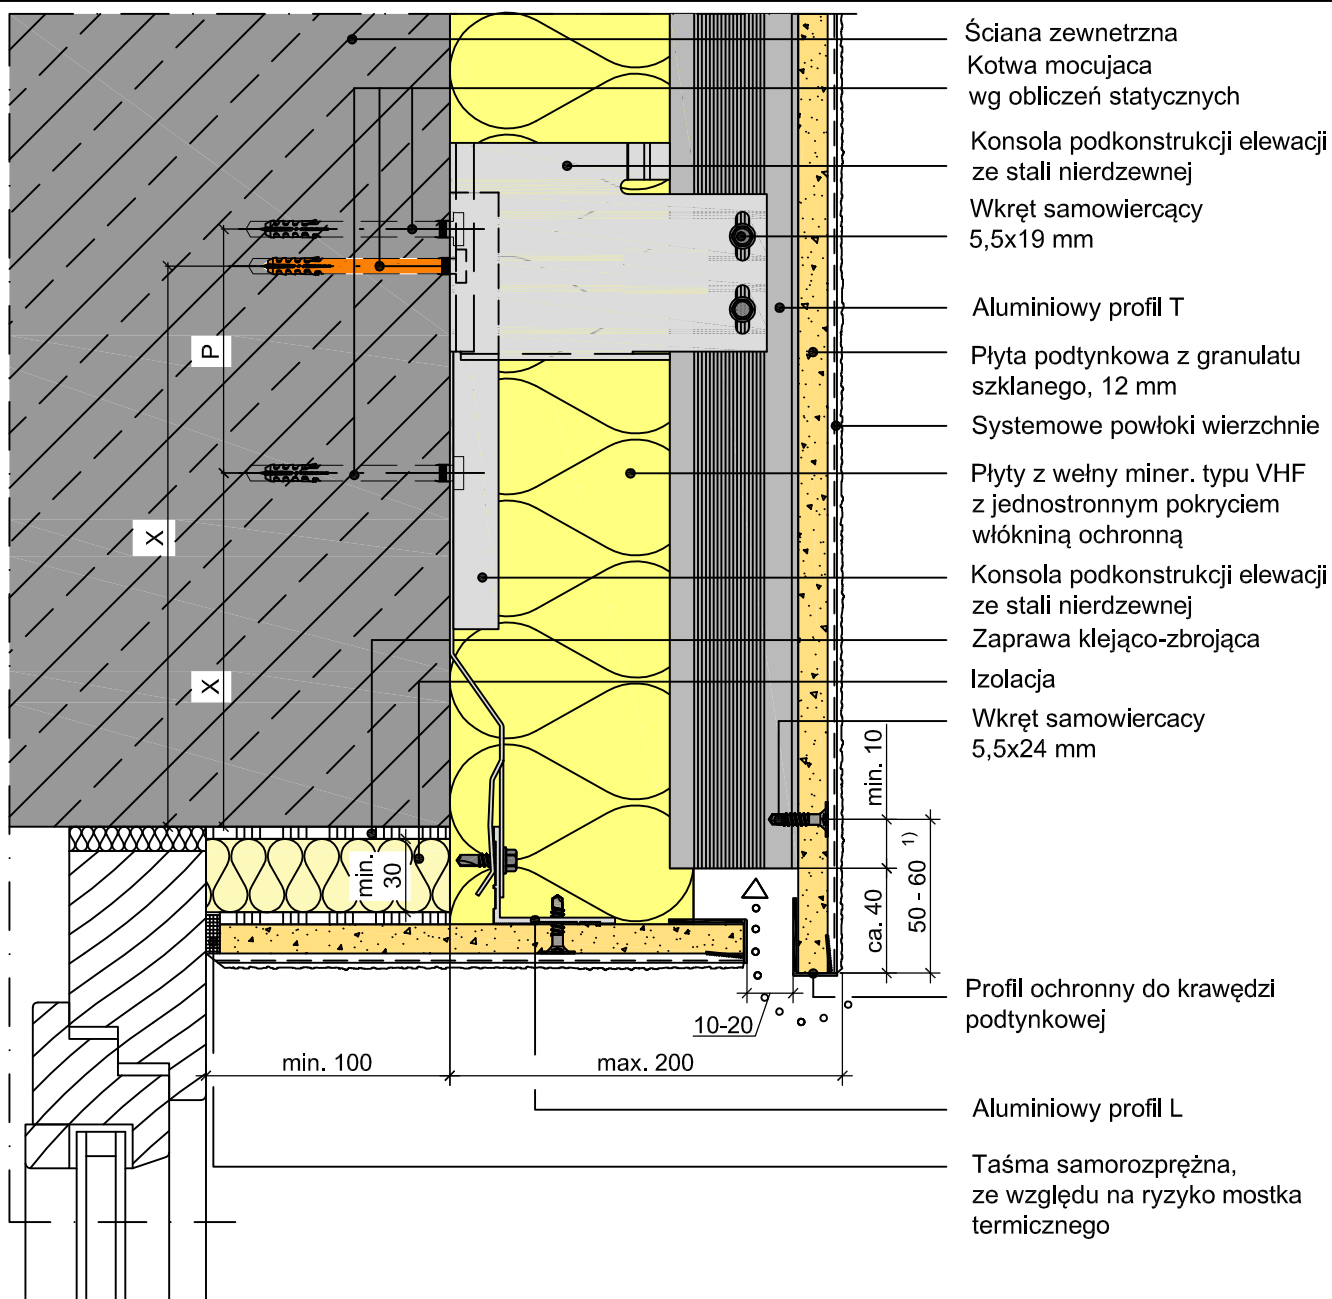 Ściana zewnetrzna
Kotwa mocujaca
wg obliczeń statycznych
Konsola podkonstrukcji elewacji
ze stali nierdzewnej
Wkręt samowiercący
5,5x19 mm
Aluminiowy profil T
Płyta podtynkowa z granulatu
szklanego, 12 mm
Systemowe powłoki wierzchnie
Płyty z wełny miner. typu VHF
z jednostronnym pokryciem
włókniną ochronną
Konsola podkonstrukcji elewacji
ze stali nierdzewnej
Zaprawa klejąco-zbrojąca
Izolacja
Wkręt samowiercacy
5,5x24 mm
Profil ochronny do krawędzi
podtynkowej
Aluminiowy profil L
Taśma samorozprężna,
ze względu na ryzyko mostka
termicznego
P
X
X
min.
30
min. 10
ca. 40
50 - 60 1)
10-20
min. 100
max. 200